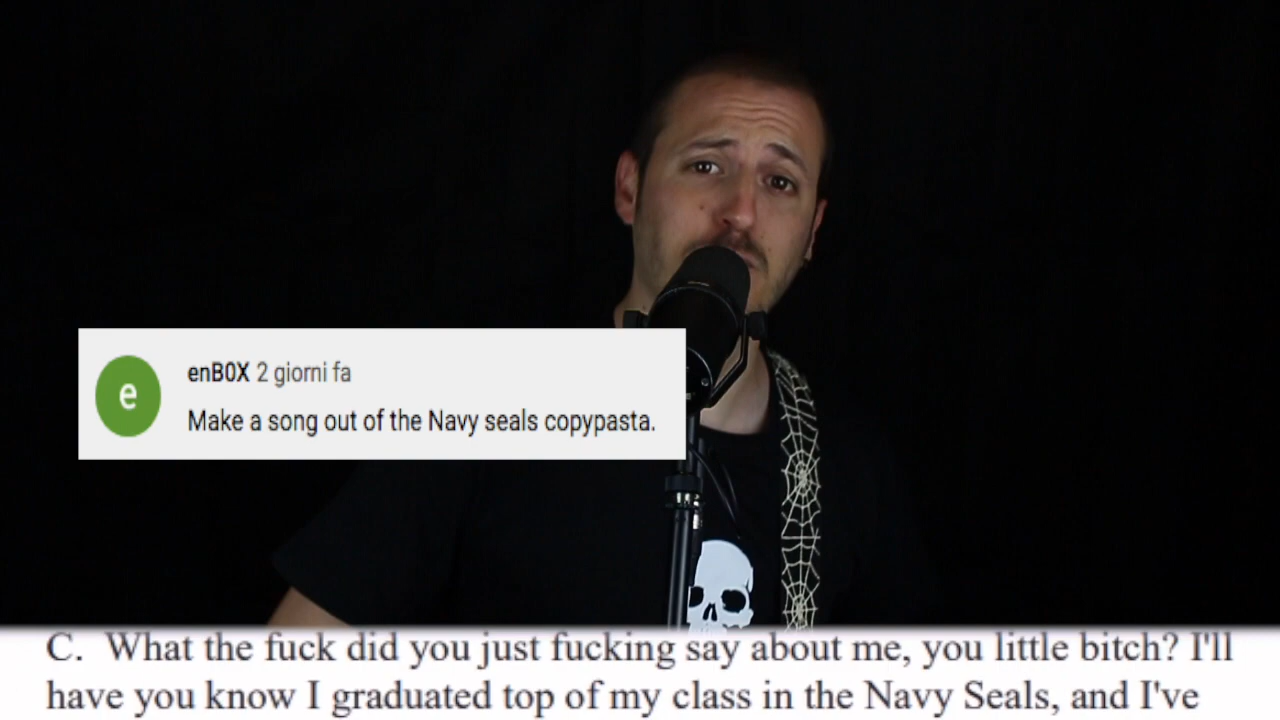 e
enB0X 2 giorni fa
Make a song out of the Navy seals copypasta.
C. What the fuck did you just fucking say about me, you little bitch? I'll
have you know I graduated top of my class in the Navy Seals, and I've